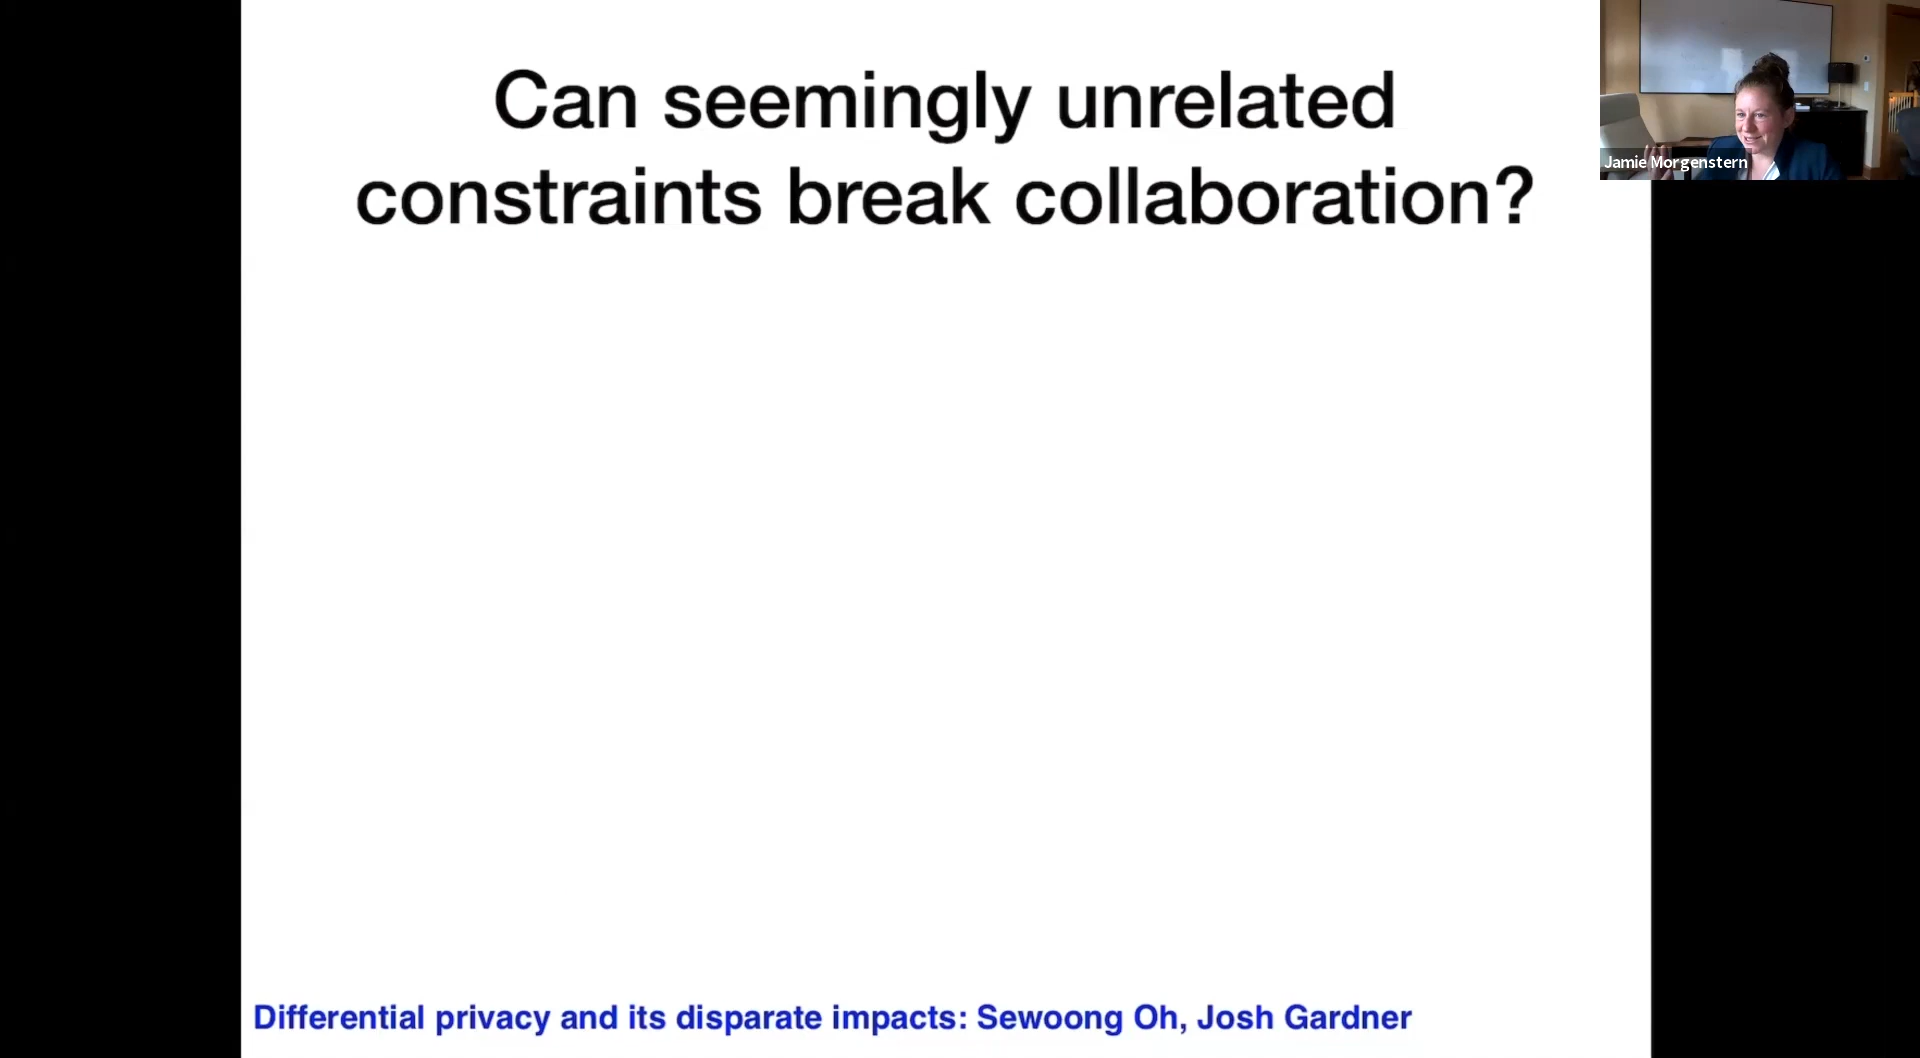 Can seemingly unrelated
constraints break collaboration?
Jamie Morgenstern
Differential privacy and its disparate impacts: Sewoong Oh, Josh Gardner